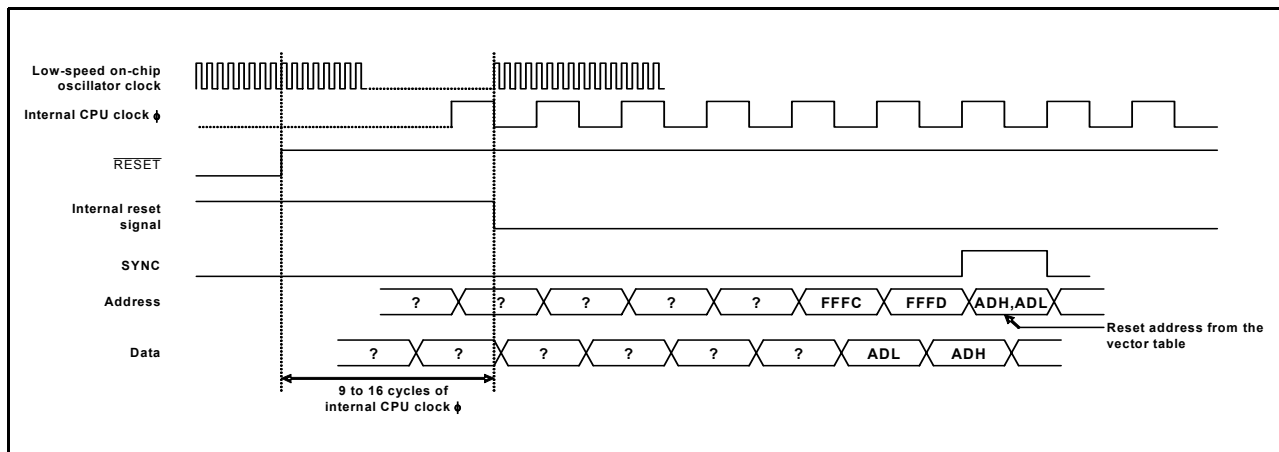 Low-speed on-chip
oscillator clock
Internal CPU clock ϕ
RESET
Internal reset
signal
SYNC
Address
? ? ? ? ? FFFC FFFD ADH,ADL
Reset address from the
vector table
Data
? ? ? ? ? ? ADL ADH
9 to 16 cycles of
internal CPU clock ϕ